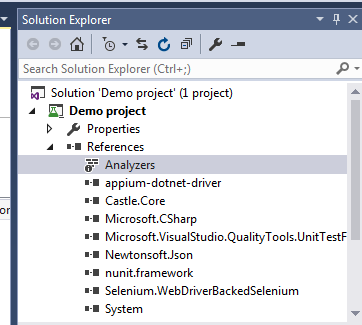 Solution Explorer
Search Solution Explorer (Ctrl+;)
Solution 'Demo project' (1 project)
Demo project
Properties
References
Analyzers
appium-dotnet-driver
Castle.Core
Microsoft.CSharp
Microsoft.VisualStudio.QualityTools.UnitTestF
Newtonsoft.Json
nunit.framework
Selenium.WebDriverBackedSelenium
System
or